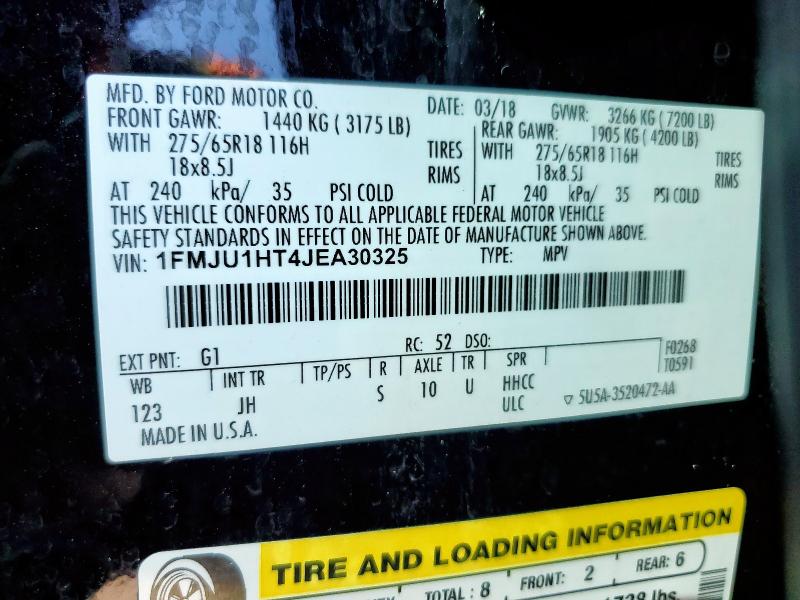 MFD. BY FORD MOTOR CO. DATE: 03/18 GVWR: 3266 KG ( 7200 LB)
FRONT GAWR: 1440 KG ( 3175 LB) REAR GAWR: 1905 KG ( 4200 LB)
WITH 275/65R18 116H TIRES WITH 275/65R18 116H TIRES
18x8.5J RIMS 18x8.5J RIMS
AT 240 kPa/ 35 PSI COLD AT 240 kPa/ 35 PSI COLD
THIS VEHICLE CONFORMS TO ALL APPLICABLE FEDERAL MOTOR VEHICLE
SAFETY STANDARDS IN EFFECT ON THE DATE OF MANUFACTURE SHOWN ABOVE.
VIN: 1FMJU1HT4JEA30325 TYPE: MPV
EXT PNT: G1 RC: 52 DSO: F0268
WB INT TR TP/PS R AXLE TR SPR T0591
123 JH S 10 U HHCC
ULC ▽ 5U5A-3520472-AA
MADE IN U.S.A.
TIRE AND LOADING INFORMATION
TOTAL : 8 FRONT: 2 REAR: 6
lbs.